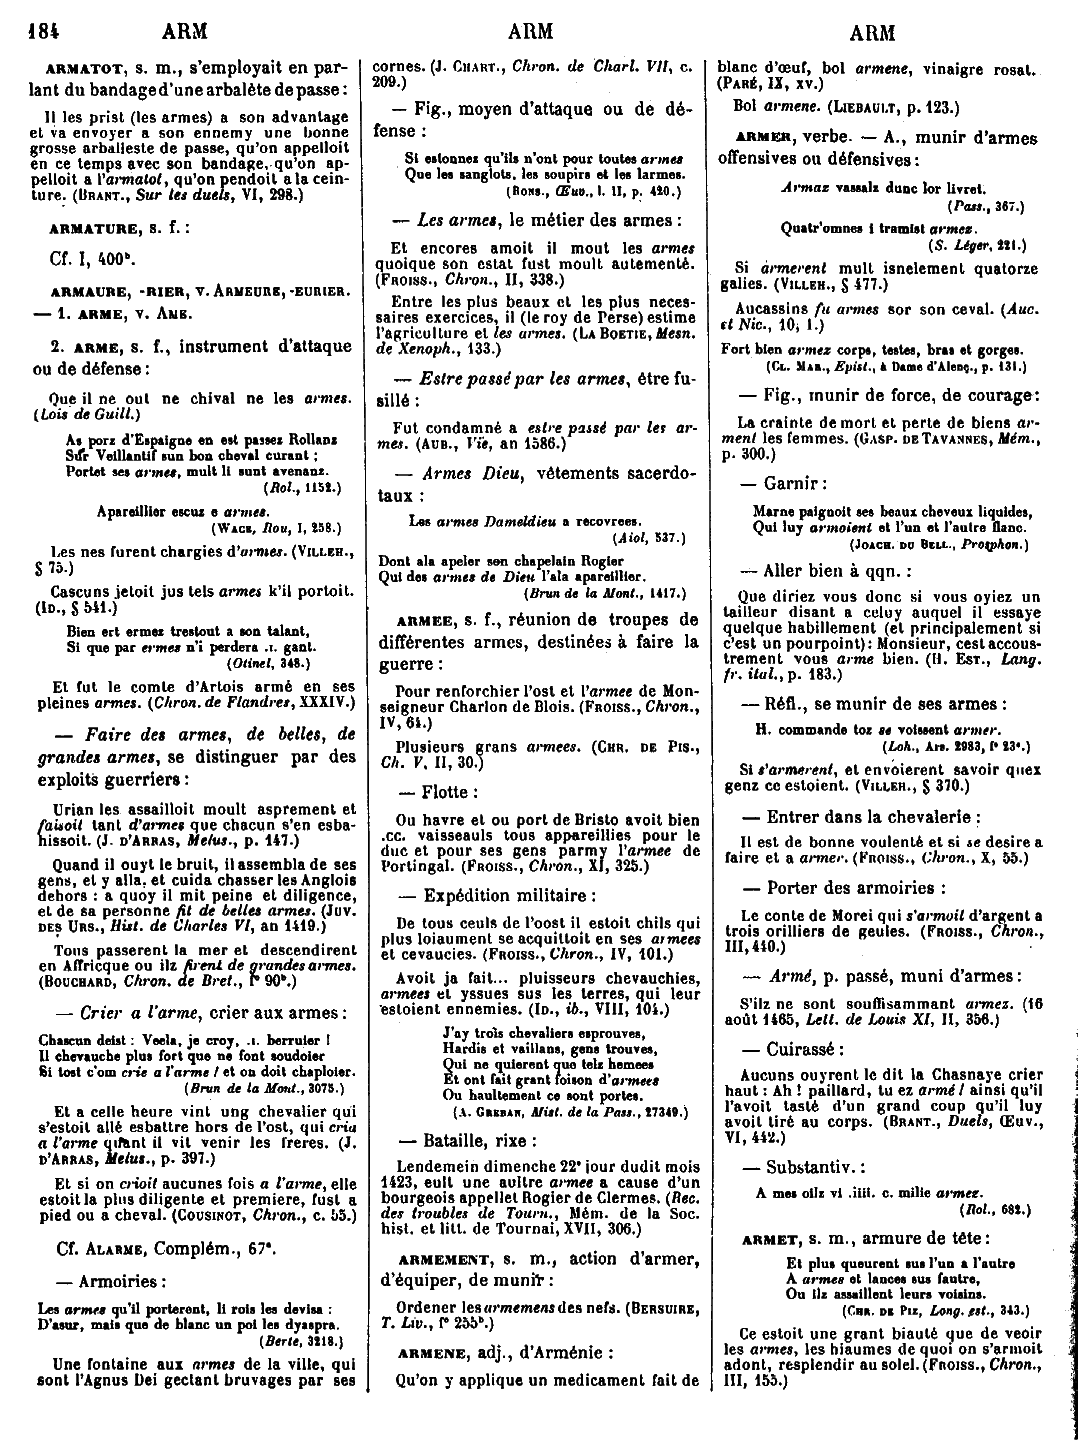 184 ARM ARM ARM
ARMATOT, s. m., s'employait en par-
lant du bandage d'une arbalète de passe :
Il les prist (les armes) a son advantage
et va envoyer a son ennemy une bonne
grosse arballeste de passe, qu'on appelloit
en ce temps avec son bandage, qu'on ap-
pelloit a l'armatot, qu'on pendoit a la cein-
ture. (BRANT., Sur les duels, VI, 298.)
ARMATURE, s. f. :
Cf. I, 400b.
ARMAURE, -RIER, v. ARMEURE, -EURIER.
— 1. ARME, v. AME.
2. ARME, s. f., instrument d'attaque
ou de défense :
Que il ne out ne chival ne les armes.
(Lois de Guill.)
As porz d'Espaigne en est passez Rollanz
Sur Veillantif sun bon cheval curant ;
Portet ses armes, mult li sunt avenanz.
(Rol., 1152.)
Apareillier escuz e armes.
(WACE, Rou, I, 258.)
Les nes furent chargies d'armes. (VILLEH.,
§ 75.)
Cascuns jetoit jus tels armes k'il portoit.
(ID., § 541.)
Bien ert ermez trestout a son talant,
Si que par ermes n'i perdera .I. gant.
(Otinel, 348.)
Et fut le comte d'Artois armé en ses
pleines armes. (Chron. de Flandres, XXXIV.)
— Faire des armes, de belles, de
grandes armes, se distinguer par des
exploits guerriers :
Urian les assailloit moult asprement et
faisoit tant d'armes que chacun s'en esba-
hissoit. (J. D'ARRAS, Melus., p. 147.)
Quand il ouyt le bruit, il assembla de ses
gens, et y alla, et cuida chasser les Anglois
dehors : a quoy il mit peine et diligence,
et de sa personne fit de belles armes. (JUV.
DES URS., Hist. de Charles VI, an 1419.)
Tous passerent la mer et descendirent
en Affricque ou ilz firent de grandes armes.
(BOUCHARD, Chron. de Bret., f° 90b.)
— Crier a l'arme, crier aux armes :
Chascun deist : Veela, je croy, .I. berruier !
Il chevauche plus fort que ne font soudoier
Si tost c'om crie a l'arme ! et on doit chaploier.
(Brun de la Mont., 3075.)
Et a celle heure vint ung chevalier qui
s'estoit allé esbattre hors de l'ost, qui cria
a l'arme quant il vit venir les freres. (J.
D'ARRAS, Melus., p. 397.)
Et si on crioit aucunes fois a l'arme, elle
estoit la plus diligente et premiere, fust a
pied ou a cheval. (COUSINOT, Chron., c. 55.)
Cf. ALARME, Complém., 67a.
— Armoiries :
Les armes qu'il porteront, li rois les devisa :
D'asur, mais que de blanc un poi les dyaspra.
(Berte, 3218.)
Une fontaine aux armes de la ville, qui
sont l'Agnus Dei gectant bruvages par ses
cornes. (J. CHART., Chron. de Charl. VII, c.
209.)
— Fig., moyen d'attaque ou de dé-
fense :
Si estonnez qu'ils n'ont pour toutes armes
Que les sanglots, les soupirs et les larmes.
(RONS., Œuv., l. II, p. 420.)
— Les armes, le métier des armes :
Et encores amoit il mout les armes
quoique son estat fust moult autementé.
(FROISS., Chron., II, 338.)
Entre les plus beaux et les plus neces-
saires exercices, il (le roy de Perse) estime
l'agriculture et les armes. (LA BOETIE, Mesn.
de Xenoph., 133.)
— Estre passé par les armes, être fu-
sillé :
Fut condamné a estre passé par les ar-
mes. (AUB., Vie, an 1586.)
— Armes Dieu, vêtements sacerdo-
taux :
Les armes Dameldieu a recovrees.
(Aiol, 537.)
Dont ala apeler sen chapelain Rogier
Qui des armes de Dieu l'ala apareillier.
(Brun de la Mont., 1417.)
ARMEE, s. f., réunion de troupes de
différentes armes, destinées à faire la
guerre :
Pour renforchier l'ost et l'armee de Mon-
seigneur Charlon de Blois. (FROISS., Chron.,
IV, 61.)
Plusieurs grans armees. (CHR. DE PIS.,
Ch. V, II, 30.)
— Flotte :
Ou havre et ou port de Bristo avoit bien
.CC. vaisseauls tous appareillies pour le
duc et pour ses gens parmy l'armee de
Portingal. (FROISS., Chron., XI, 325.)
— Expédition militaire :
De tous ceuls de l'oost il estoit chils qui
plus loiaument se acquittoit en ses armees
et cevaucies. (FROISS., Chron., IV, 101.)
Avoit ja fait... pluisseurs chevauchies,
armees et yssues sus les terres, qui leur
estoient ennemies. (ID., ib., VIII, 104.)
J'ay trois chevaliers esprouves,
Hardis et vaillans, gens trouves,
Qui ne quierent que telz hemees
Et ont fait grant foison d'armees
Ou haultement ce sont portes.
(A. GREBAN, Mist. de la Pass., 27349.)
— Bataille, rixe :
Lendemein dimenche 22e jour dudit mois
1423, eult une aultre armee a cause d'un
bourgeois appellet Rogier de Clermes. (Rec.
des troubles de Tourn., Mém. de la Soc.
hist. et litt. de Tournai, XVII, 306.)
ARMEMENT, s. m., action d'armer,
d'équiper, de munir :
Ordener les armemens des nefs. (BERSUIRE,
T. Liv., f° 255b.)
ARMENE, adj., d'Arménie :
Qu'on y applique un medicament fait de
blanc d'œuf, bol armene, vinaigre rosat.
(PARÉ, IX, XV.)
Bol armene. (LIEBAULT, p. 123.)
ARMER, verbe. — A., munir d'armes
offensives ou défensives :
Armaz vassalz dunc lor livret.
(Pass., 367.)
Quatr'omnes i tramist armez.
(S. Léger, 221.)
Si armerent mult isnelement quatorze
galies. (VILLEH., § 477.)
Aucassins fu armes sor son ceval. (Auc.
et Nic., 10, 1.)
Fort bien armez corps, testes, bras et gorges.
(CL. MAR., Epist., à Dame d'Alenç., p. 131.)
— Fig., munir de force, de courage :
La crainte de mort et perte de biens ar-
ment les femmes. (GASP. DE TAVANNES, Mém.,
p. 300.)
— Garnir :
Marne paignoit ses beaux cheveux liquides,
Qui luy armoient et l'un et l'autre flanc.
(JOACH. DU BELL., Prosphon.)
— Aller bien à qqn. :
Que diriez vous donc si vous oyiez un
tailleur disant a celuy auquel il essaye
quelque habillement (et principalement si
c'est un pourpoint) : Monsieur, cest accous-
trement vous arme bien. (H. EST., Lang.
fr. ital., p. 183.)
— Réfl., se munir de ses armes :
H. commande toz se voissent armer.
(Loh., Ars. 2983, f° 23a.)
Si s'armerent, et envoierent savoir quex
genz ce estoient. (VILLEH., § 370.)
— Entrer dans la chevalerie :
Il est de bonne voulenté et si se desire a
faire et a armer. (FROISS., Chron., X, 55.)
— Porter des armoiries :
Le conte de Morei qui s'armoit d'argent a
trois orilliers de geules. (FROISS., Chron.,
III, 440.)
— Armé, p. passé, muni d'armes :
S'ilz ne sont souffisammant armez. (16
août 1465, Lett. de Louis XI, II, 356.)
— Cuirassé :
Aucuns ouyrent le dit la Chasnaye crier
haut : Ah ! paillard, tu ez armé ! ainsi qu'il
l'avoit tasté d'un grand coup qu'il luy
avoit tiré au corps. (BRANT., Duels, Œuv.,
VI, 442.)
— Substantiv. :
A mes oilz vi .iiii. c. milie armez.
(Rol., 682.)
ARMET, s. m., armure de tête :
Et plus queurent sus l'un a l'autre
A armes et lances sus fautre,
Ou ilz assaillent leurs voisins.
(CHR. DE PIZ, Long. est., 343.)
Ce estoit une grant biauté que de veoir
les armes, les hiaumes de quoi on s'armoit
adont, resplendir au solel. (FROISS., Chron.,
III, 155.)